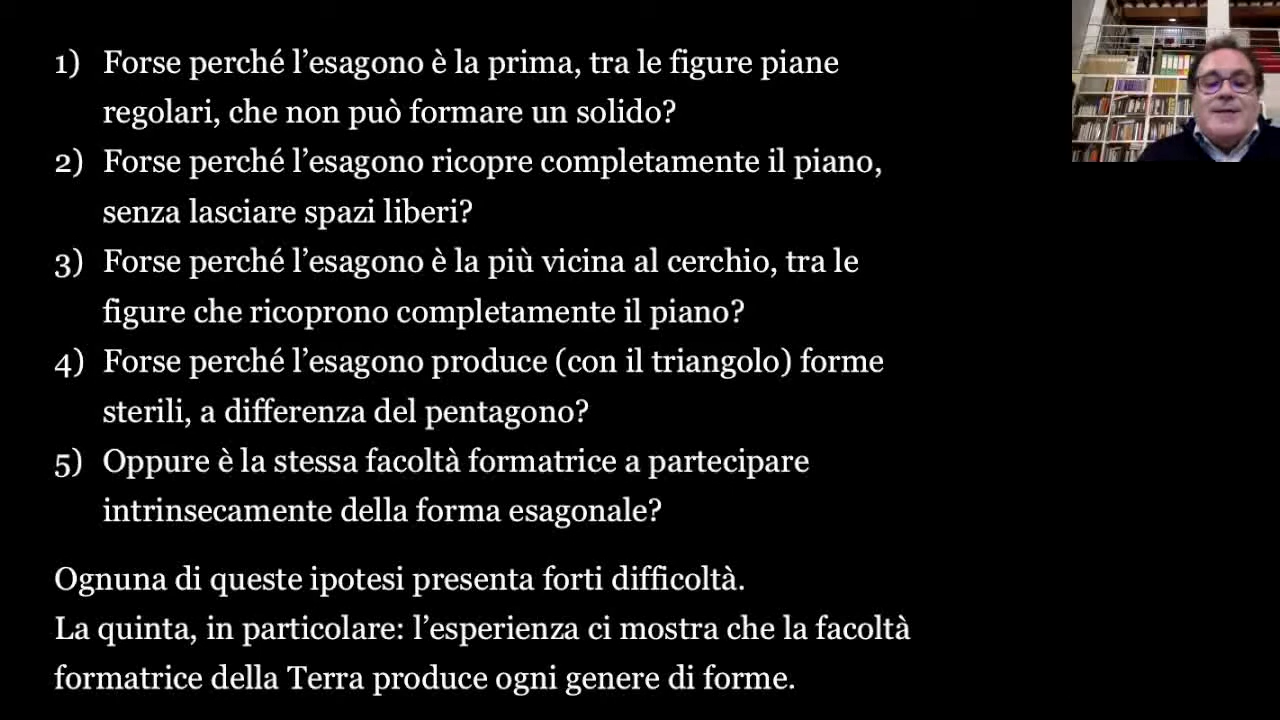 1) Forse perché l’esagono è la prima, tra le figure piane
regolari, che non può formare un solido?
2) Forse perché l’esagono ricopre completamente il piano,
senza lasciare spazi liberi?
3) Forse perché l’esagono è la più vicina al cerchio, tra le
figure che ricoprono completamente il piano?
4) Forse perché l’esagono produce (con il triangolo) forme
sterili, a differenza del pentagono?
5) Oppure è la stessa facoltà formatrice a partecipare
intrinsecamente della forma esagonale?
Ognuna di queste ipotesi presenta forti difficoltà.
La quinta, in particolare: l’esperienza ci mostra che la facoltà
formatrice della Terra produce ogni genere di forme.